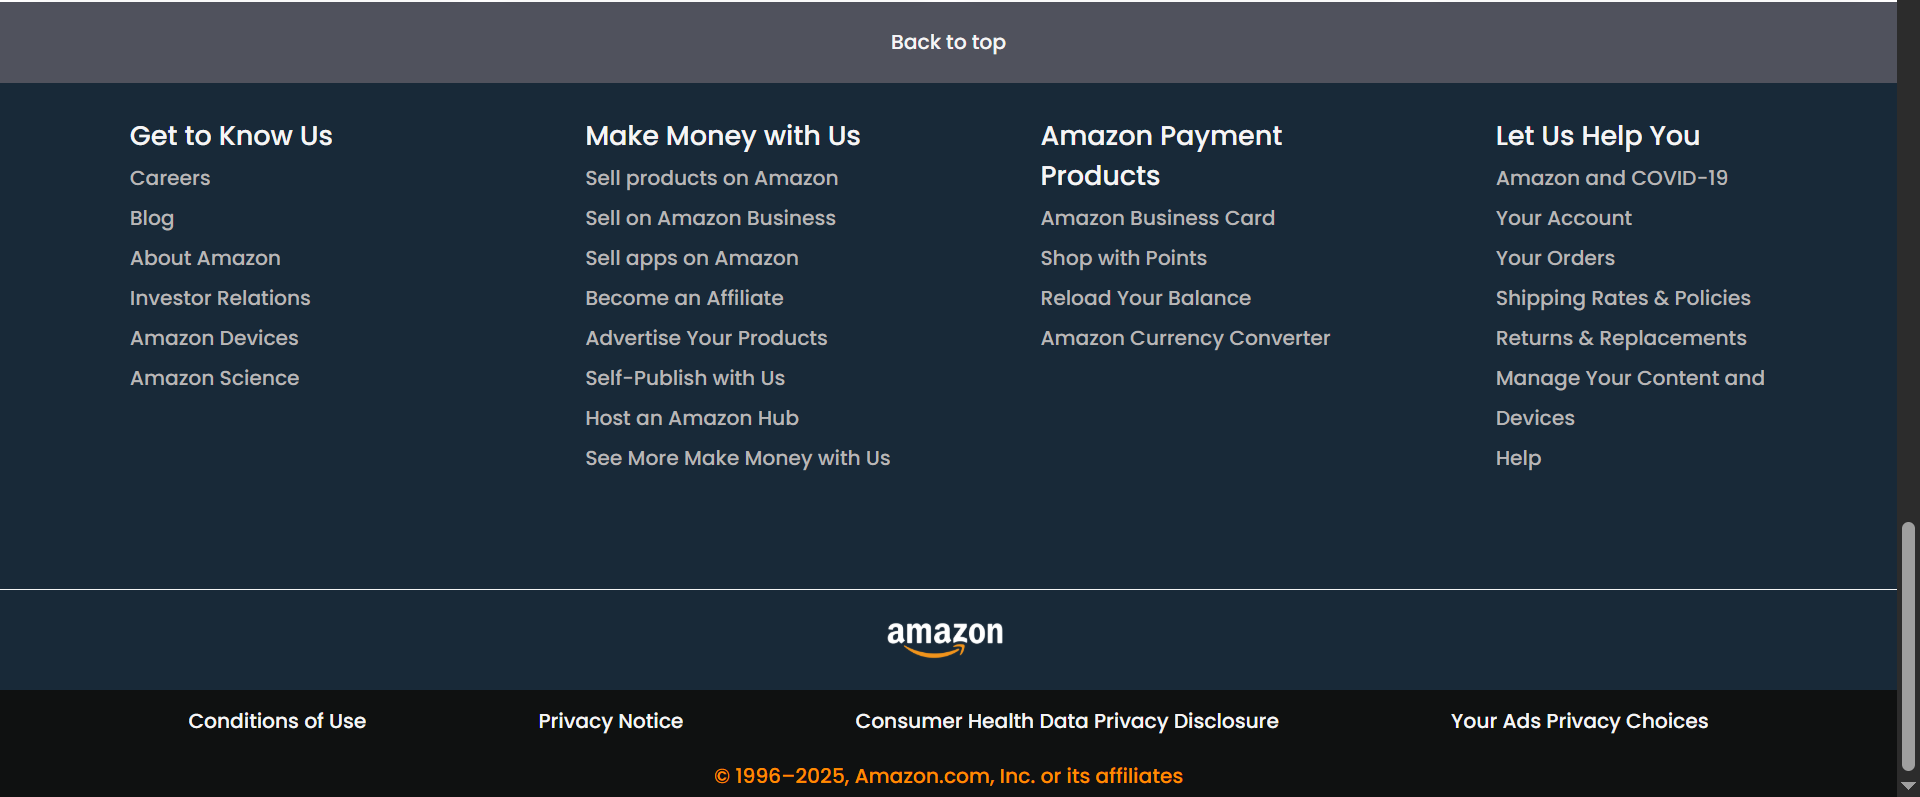 Back to top
Get to Know Us
Careers
Blog
About Amazon
Investor Relations
Amazon Devices
Amazon Science
Make Money with Us
Sell products on Amazon
Sell on Amazon Business
Sell apps on Amazon
Become an Affiliate
Advertise Your Products
Self-Publish with Us
Host an Amazon Hub
See More Make Money with Us
Amazon Payment
Products
Amazon Business Card
Shop with Points
Reload Your Balance
Amazon Currency Converter
Let Us Help You
Amazon and COVID-19
Your Account
Your Orders
Shipping Rates & Policies
Returns & Replacements
Manage Your Content and
Devices
Help
amazon
Conditions of Use
Privacy Notice
Consumer Health Data Privacy Disclosure
Your Ads Privacy Choices
© 1996–2025, Amazon.com, Inc. or its affiliates